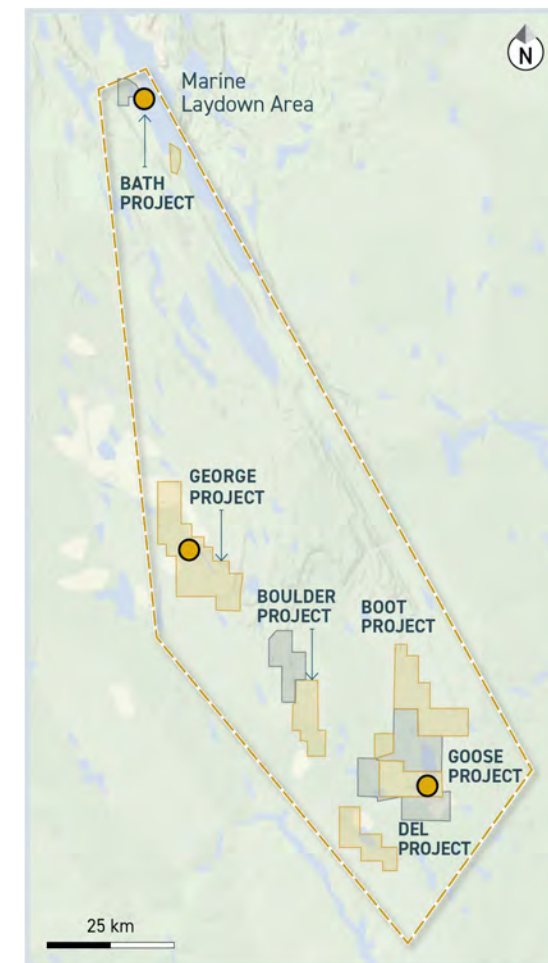 N
Marine
Laydown Area
BATH
PROJECT
GEORGE
PROJECT
BOULDER
PROJECT
BOOT
PROJECT
GOOSE
PROJECT
DEL
PROJECT
25 km